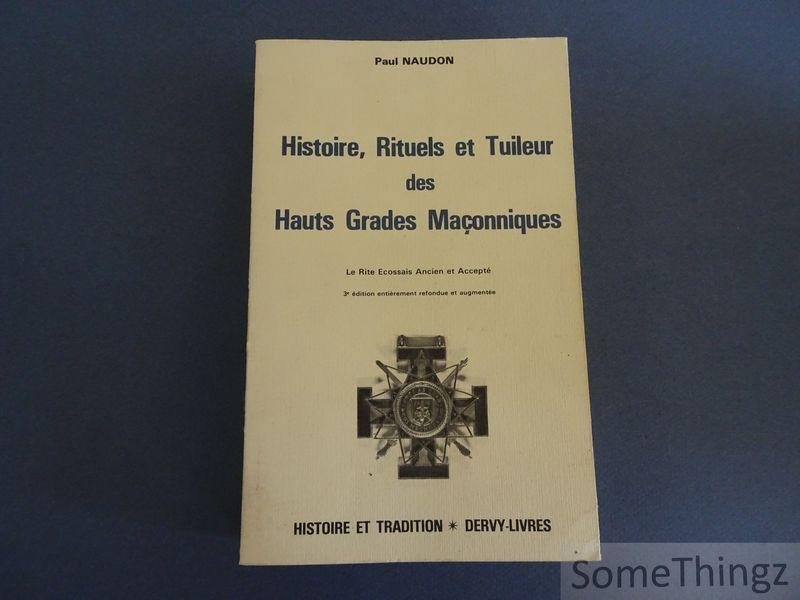 Paul NAUDON
Histoire, Rituels et Tuileur
des
Hauts Grades Maçonniques
Le Rite Ecossais Ancien et Accepté
3e édition entièrement refondue et augmentée
HISTOIRE ET TRADITION * DERVY-LIVRES
SomeThingz